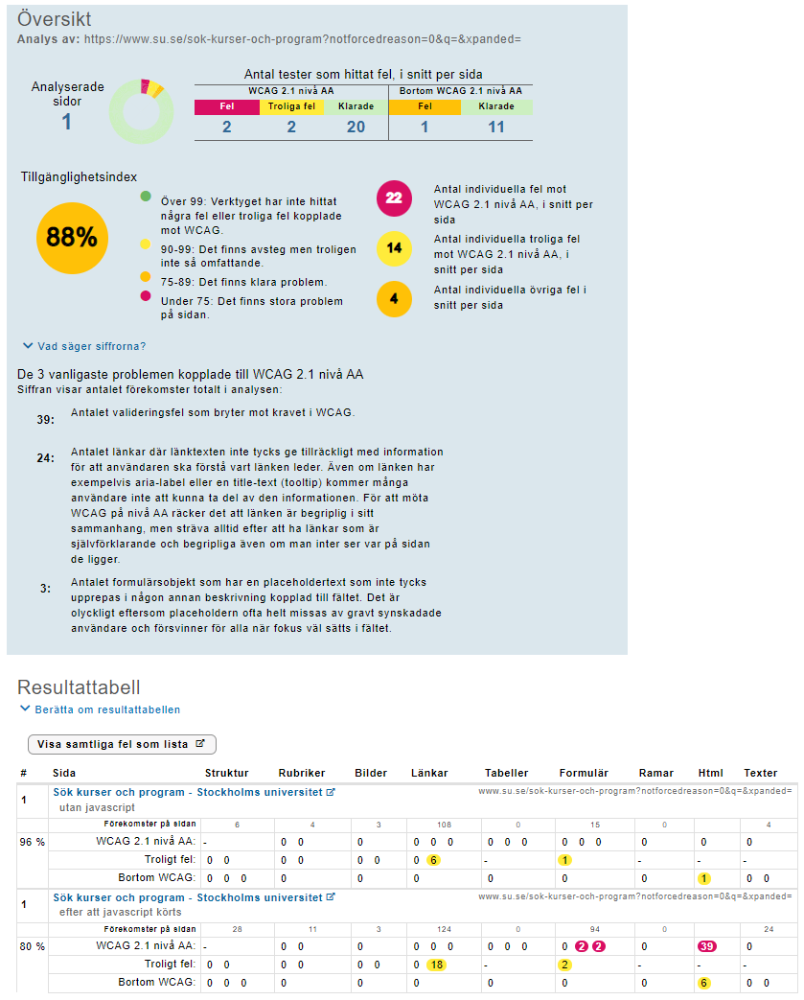 Översikt
Analys av: https://www.su.se/sok-kurser-och-program?notforcedreason=0&q=&xpanded=
Analyserade
sidor
1
Antal tester som hittat fel, i snitt per sida
WCAG 2.1 nivå AA Bortom WCAG 2.1 nivå AA
Fel Troliga fel Klarade Fel Klarade
2 2 20 1 11
Tillgänglighetsindex
88%
Över 99: Verktyget har inte hittat
några fel eller troliga fel kopplade
mot WCAG.
90-99: Det finns avsteg men troligen
inte så omfattande.
75-89: Det finns klara problem.
Under 75: Det finns stora problem
på sidan.
22
Antal individuella fel mot
WCAG 2.1 nivå AA, i snitt per
sida
14
Antal individuella troliga fel
mot WCAG 2.1 nivå AA, i
snitt per sida
4
Antal individuella övriga fel i
snitt per sida
Vad säger siffrorna?
De 3 vanligaste problemen kopplade till WCAG 2.1 nivå AA
Siffran visar antalet förekomster totalt i analysen:
39: Antalet valideringsfel som bryter mot kravet i WCAG.
24: Antalet länkar där länktexten inte tycks ge tillräckligt med information
för att användaren ska förstå vart länken leder. Även om länken har
exempelvis aria-label eller en title-text (tooltip) kommer många
användare inte att kunna ta del av den informationen. För att möta
WCAG på nivå AA räcker det att länken är begriplig i sitt
sammanhang, men sträva alltid efter att ha länkar som är
självförklarande och begripliga även om man inter ser var på sidan
de ligger.
3: Antalet formulärsobjekt som har en placeholdertext som inte tycks
upprepas i någon annan beskrivning kopplad till fältet. Det är
olyckligt eftersom placeholdern ofta helt missas av gravt synskadade
användare och försvinner för alla när fokus väl sätts i fältet.
Resultattabell
Berätta om resultattabellen
Visa samtliga fel som lista
# Sida Struktur Rubriker Bilder Länkar Tabeller Formulär Ramar Html Texter
1 Sök kurser och program - Stockholms universitet www.su.se/sok-kurser-och-program?notforcedreason=0&q=&xpanded=
utan javascript
Förekomster på sidan 6 4 3 108 0 15 0 4
96 % WCAG 2.1 nivå AA: - 0 0 0 0 0 0 0 0 0 0 0 0 0 0 0
Troligt fel: 0 0 0 0 0 0 0 6 - 1 - - -
Bortom WCAG: 0 0 0 0 0 0 0 0 0 1 0 0
1 Sök kurser och program - Stockholms universitet www.su.se/sok-kurser-och-program?notforcedreason=0&q=&xpanded=
efter att javascript körts
Förekomster på sidan 28 11 3 124 0 94 0 24
80 % WCAG 2.1 nivå AA: - 0 0 0 0 0 0 0 0 0 0 2 2 0 39 0
Troligt fel: 0 0 0 0 0 0 0 18 - 2 - - -
Bortom WCAG: 0 0 0 0 0 0 0 0 0 6 0 0